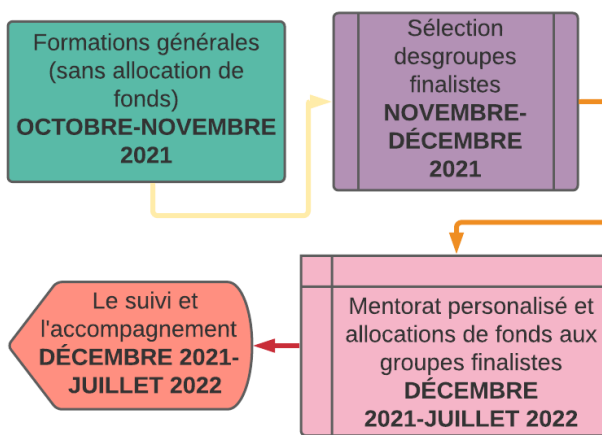 Formations générales
(sans allocation de
fonds)
OCTOBRE-NOVEMBRE
2021
Sélection
desgroupes
finalistes
NOVEMBRE-
DÉCEMBRE
2021
Mentorat personalisé et
allocations de fonds aux
groupes finalistes
DÉCEMBRE
2021-JUILLET 2022
Le suivi et
l'accompagnement
DÉCEMBRE 2021-
JUILLET 2022